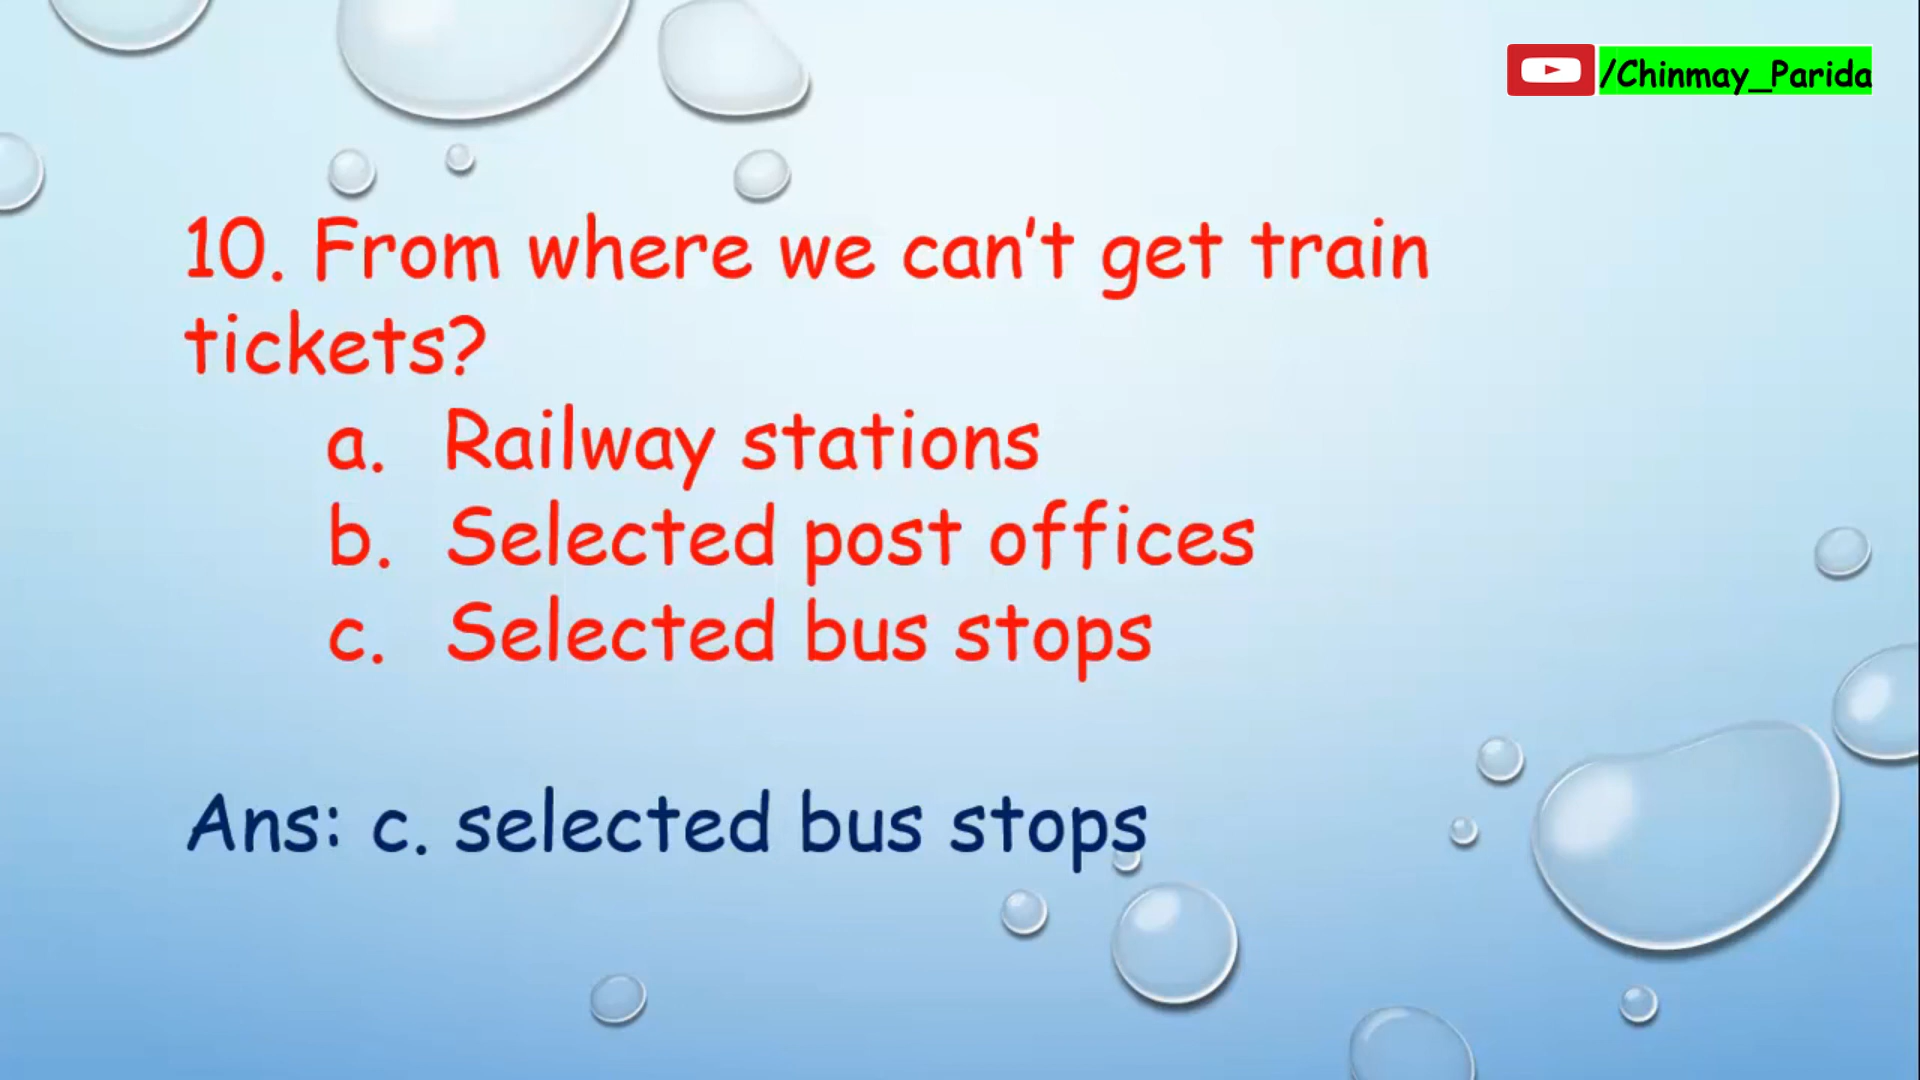 /Chinmay_Parida
10. From where we can't get train
tickets?
a. Railway stations
b. Selected post offices
c. Selected bus stops
Ans: c. selected bus stops